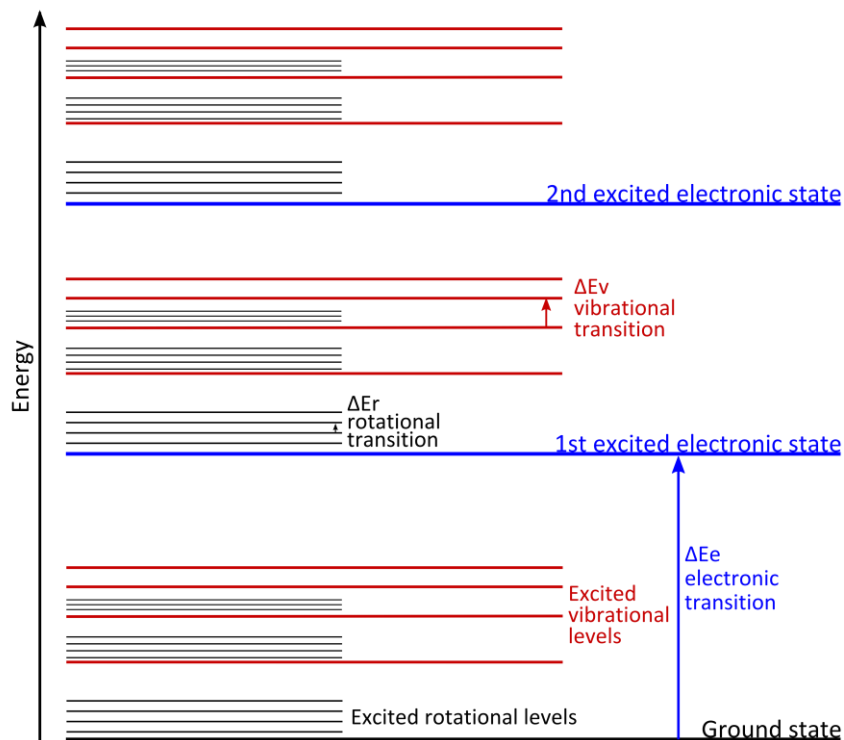 2nd excited electronic state
ΔEv
vibrational
transition
Energy
ΔEr
rotational
transition
1st excited electronic state
ΔEe
electronic
transition
Excited
vibrational
levels
Excited rotational levels
Ground state